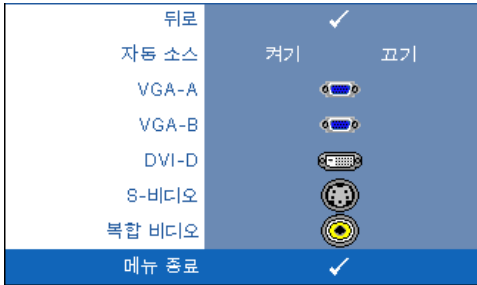 뒤로
자동 소스 켜기 끄기
VGA-A
VGA-B
DVI-D
S-비디오
복합 비디오
메뉴 종료